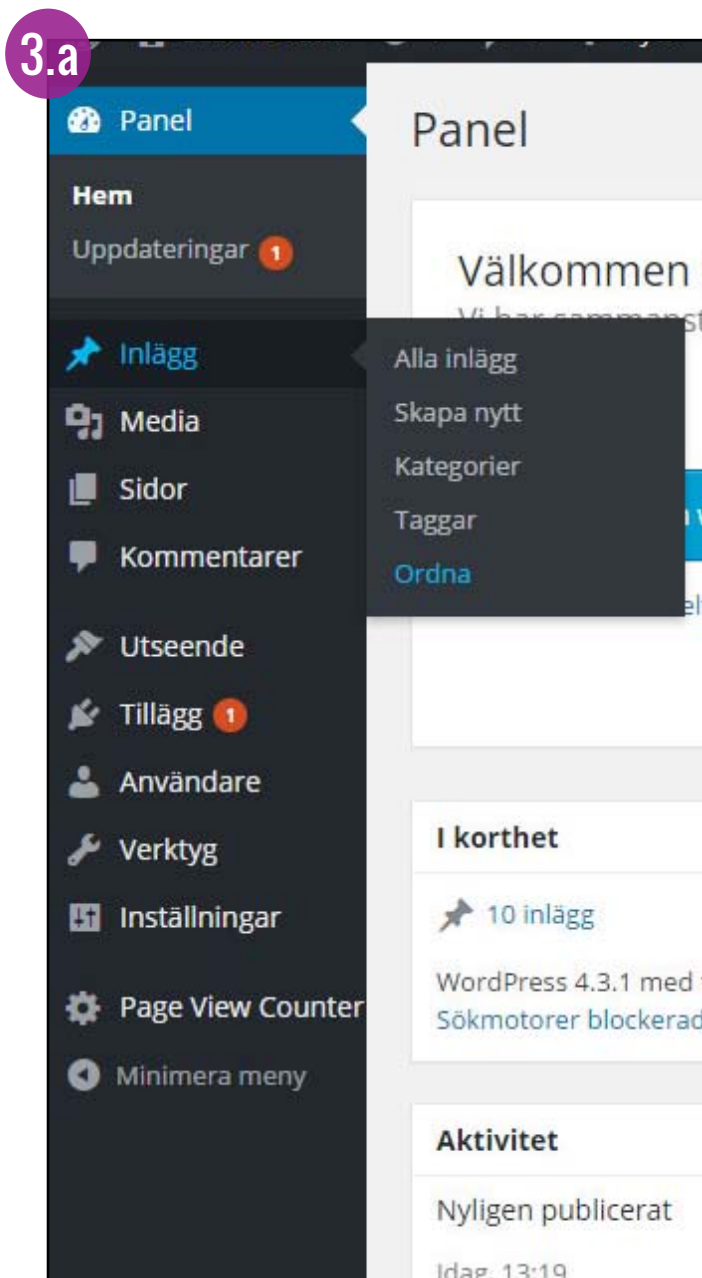 3.a
Panel
Hem
Uppdateringar 1
Inlägg
Media
Sidor
Kommentarer
Utseende
Tillägg 1
Användare
Verktyg
Inställningar
Page View Counter
Minimera meny
Alla inlägg
Skapa nytt
Kategorier
Taggar
Ordna
Panel
Välkommen
Vi har
I korthet
10 inlägg
WordPress 4.3.1 med
Sökmotorer blockerad
Aktivitet
Nyligen publicerat
Idag, 13:19